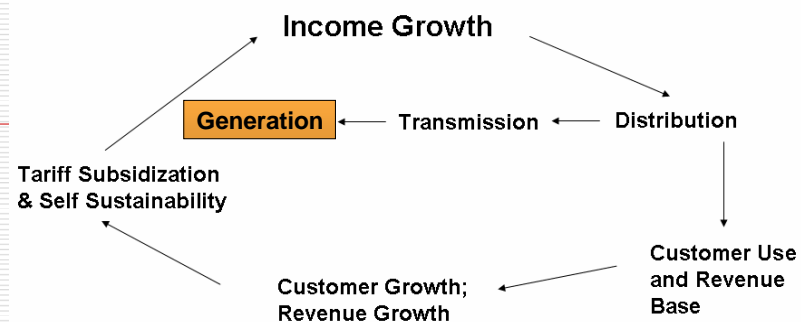 Income Growth
Generation
Transmission
Distribution
Tariff Subsidization
& Self Sustainability
Customer Use
and Revenue
Base
Customer Growth;
Revenue Growth